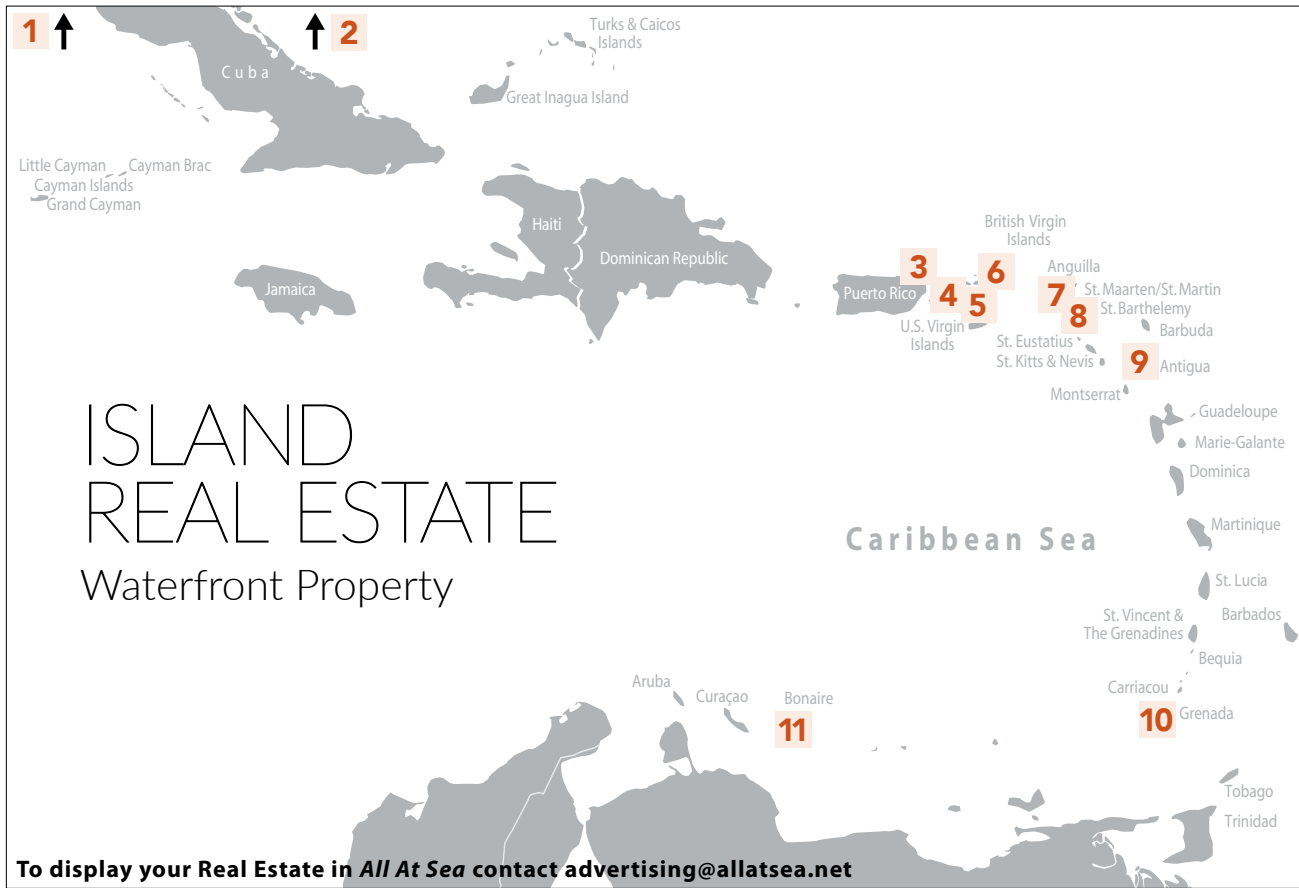 1
2
Turks & Caicos
Islands
Cuba
Great Inagua Island
Little Cayman
Cayman Brac
Cayman Islands
Grand Cayman
Haiti
Dominican Republic
Jamaica
British Virgin
Islands
3
6
Anguilla
Puerto Rico
4
5
7
St. Maarten/St. Martin
8
St. Barthelemy
U.S. Virgin
Islands
Barbuda
St. Eustatius
St. Kitts & Nevis
9
Antigua
Montserrat
Guadeloupe
Marie-Galante
Dominica
ISLAND
REAL ESTATE
Waterfront Property
Caribbean Sea
Martinique
St. Lucia
St. Vincent &
The Grenadines
Barbados
Bequia
Carriacou
10
Grenada
Aruba
Curaçao
Bonaire
11
Tobago
Trinidad
To display your Real Estate in All At Sea contact advertising@allatsea.net